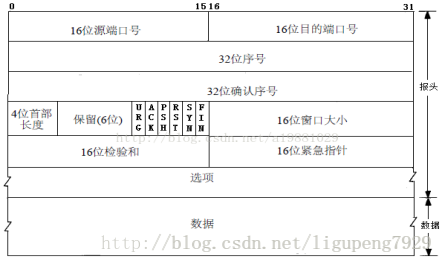 0 15 16 31
16位源端口号 16位目的端口号
32位序号
32位确认序号
4位首部长度 保留(6位) URG ACK PSH RST SYN FIN 16位窗口大小
16位检验和 16位紧急指针
选项
数据
报头
数据
http://blog.csdn.net/ligupeng7929